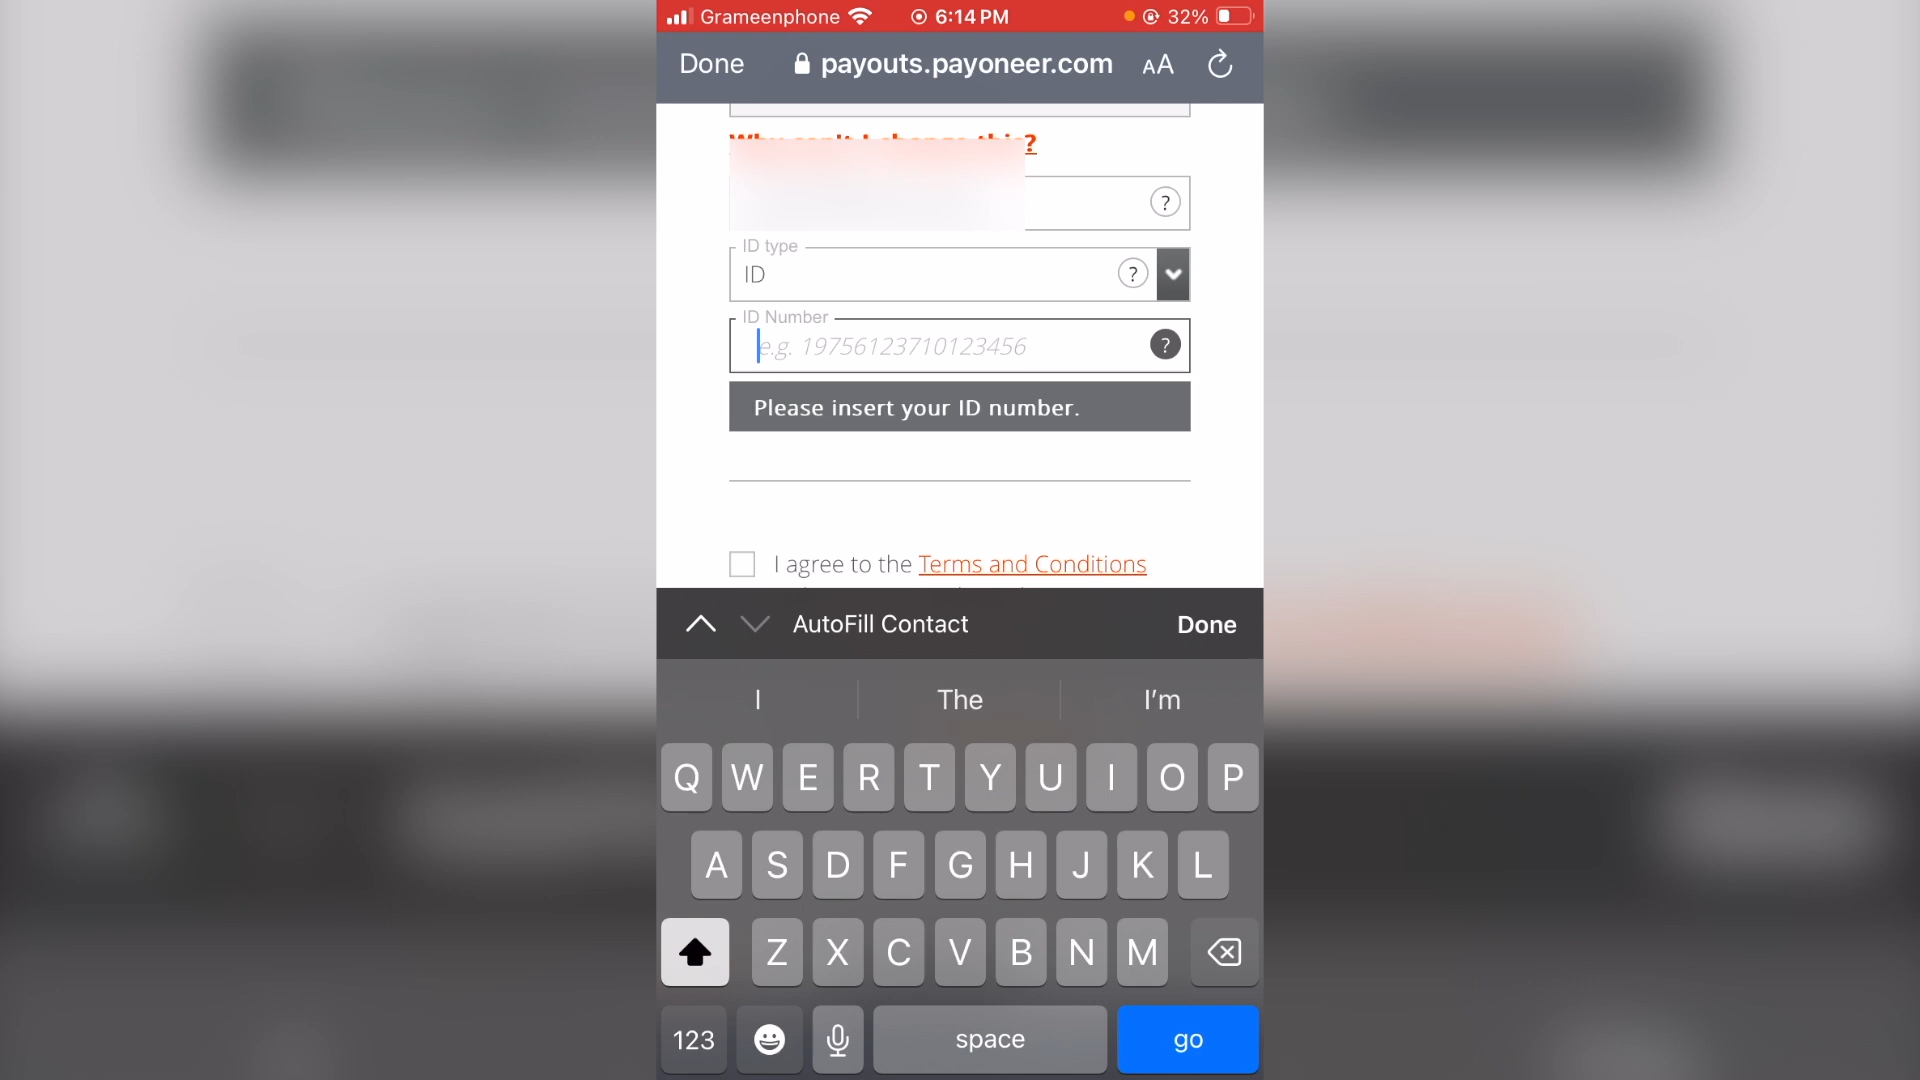 Grameenphone 6:14 PM 32%
Done payouts.payoneer.com AA
Why can't I change this?
?
ID type
ID ?
ID Number
e.g. 19756123710123456 ?
Please insert your ID number.
I agree to the Terms and Conditions
AutoFill Contact Done
I The I'm
Q W E R T Y U I O P
A S D F G H J K L
Z X C V B N M
123 space go